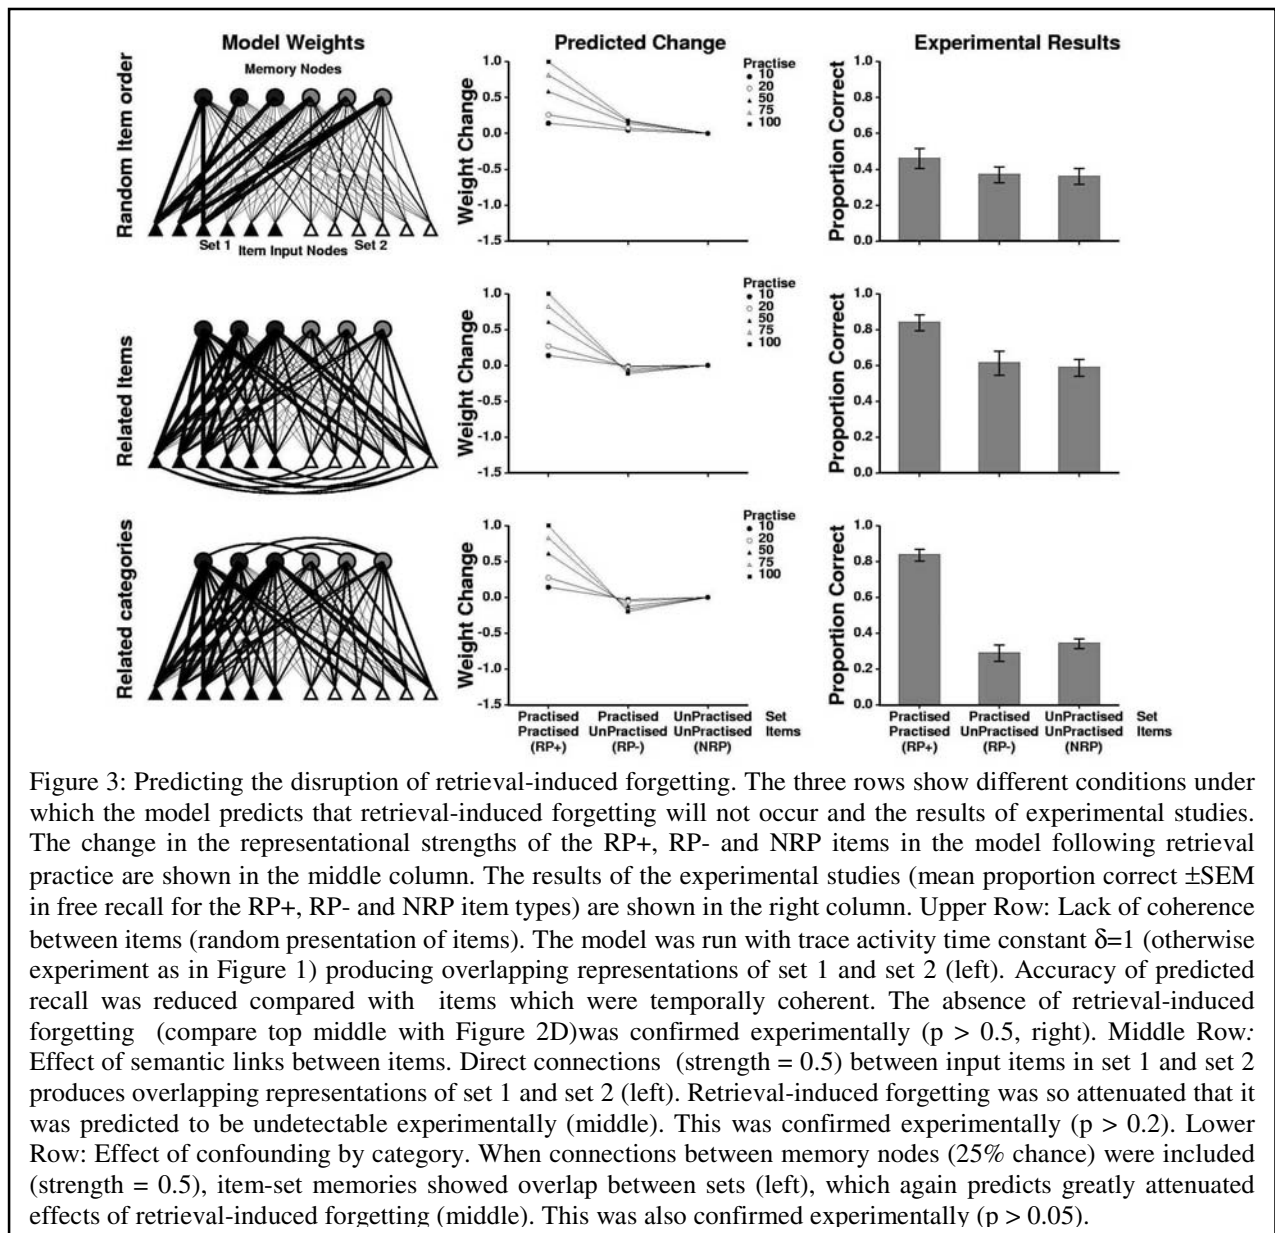 Model Weights
Predicted Change
Experimental Results
Random Item order
Memory Nodes
Set 1
Item Input Nodes
Set 2
Weight Change
1.0
0.5
0.0
-0.5
-1.0
-1.5
Practise
10
20
50
75
100
Proportion Correct
1.0
0.8
0.6
0.4
0.2
0.0
Related Items
Weight Change
1.0
0.5
0.0
-0.5
-1.0
-1.5
Practise
10
20
50
75
100
Proportion Correct
1.0
0.8
0.6
0.4
0.2
0.0
Related categories
Weight Change
1.0
0.5
0.0
-0.5
-1.0
-1.5
Practise
10
20
50
75
100
Proportion Correct
1.0
0.8
0.6
0.4
0.2
0.0
Practised Practised UnPractised Set
Practised UnPractised UnPractised Items
(RP+) (RP-) (NRP)
Practised Practised UnPractised Set
Practised UnPractised UnPractised Items
(RP+) (RP-) (NRP)
Figure 3: Predicting the disruption of retrieval-induced forgetting. The three rows show different conditions under
which the model predicts that retrieval-induced forgetting will not occur and the results of experimental studies.
The change in the representational strengths of the RP+, RP- and NRP items in the model following retrieval
practice are shown in the middle column. The results of the experimental studies (mean proportion correct ±SEM
in free recall for the RP+, RP- and NRP item types) are shown in the right column. Upper Row: Lack of coherence
between items (random presentation of items). The model was run with trace activity time constant δ=1 (otherwise
experiment as in Figure 1) producing overlapping representations of set 1 and set 2 (left). Accuracy of predicted
recall was reduced compared with items which were temporally coherent. The absence of retrieval-induced
forgetting (compare top middle with Figure 2D)was confirmed experimentally (p > 0.5, right). Middle Row:
Effect of semantic links between items. Direct connections (strength = 0.5) between input items in set 1 and set 2
produces overlapping representations of set 1 and set 2 (left). Retrieval-induced forgetting was so attenuated that it
was predicted to be undetectable experimentally (middle). This was confirmed experimentally (p > 0.2). Lower
Row: Effect of confounding by category. When connections between memory nodes (25% chance) were included
(strength = 0.5), item-set memories showed overlap between sets (left), which again predicts greatly attenuated
effects of retrieval-induced forgetting (middle). This was also confirmed experimentally (p > 0.05).